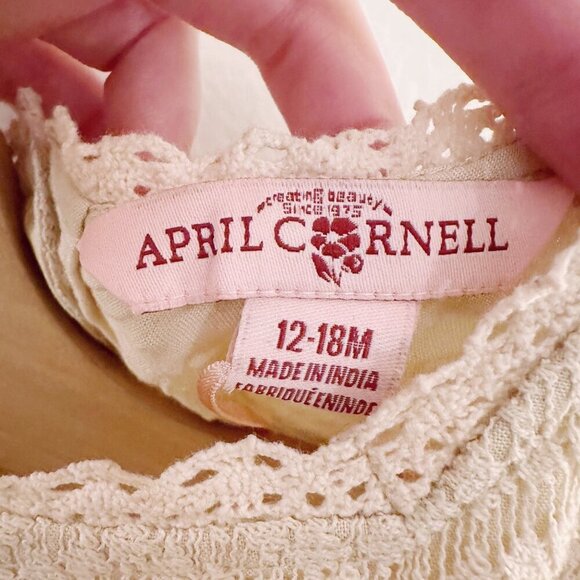 creating beauty
Since 1975
APRIL CORNELL
12-18M
MADE IN INDIA
FABRIQUÉ EN INDE